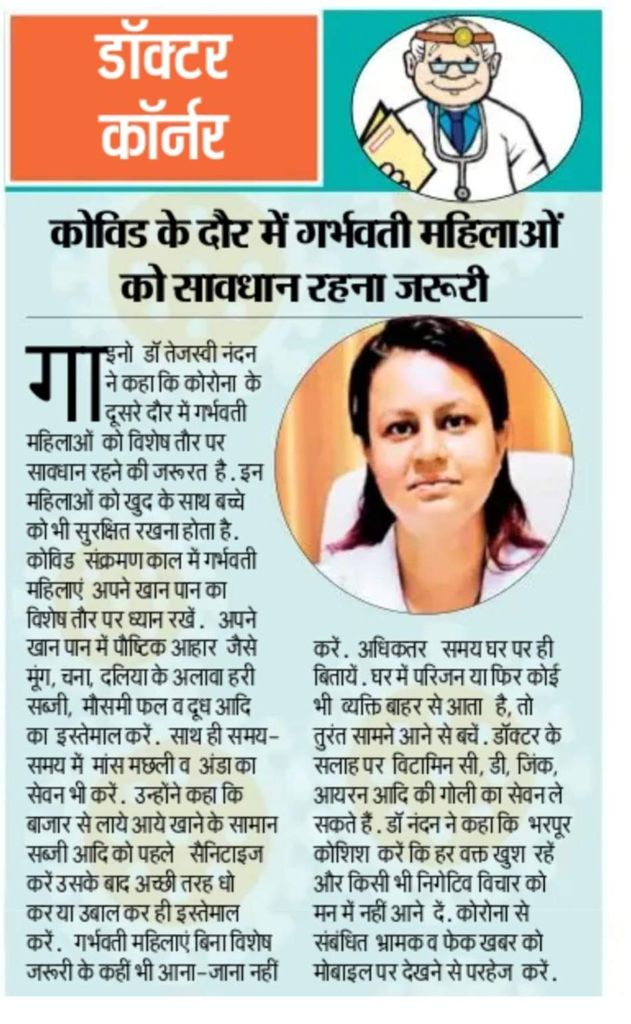 डॉक्टर
कॉर्नर
कोविड के दौर में गर्भवती महिलाओं
को सावधान रहना जरूरी
गाइनो डॉ तेजस्वी नंदन
ने कहा कि कोरोना के
दूसरे दौर में गर्भवती
महिलाओं को विशेष तौर पर
सावधान रहने की जरूरत है. इन
महिलाओं को खुद के साथ बच्चे
को भी सुरक्षित रखना होता है.
कोविड संक्रमण काल में गर्भवती
महिलाएं अपने खान पान का
विशेष तौर पर ध्यान रखें. अपने
खान पान में पौष्टिक आहार जैसे
मूंग, चना, दलिया के अलावा हरी
सब्जी, मौसमी फल व दूध आदि
का इस्तेमाल करें. साथ ही समय-
समय में मांस मछली व अंडा का
सेवन भी करें. उन्होंने कहा कि
बाजार से लाये आये खाने के सामान
सब्जी आदि को पहले सैनिटाइज
करें उसके बाद अच्छी तरह धो
कर या उबाल कर ही इस्तेमाल
करें. गर्भवती महिलाएं बिना विशेष
जरूरी के कहीं भी आना-जाना नहीं
करें. अधिकतर समय घर पर ही
बितायें. घर में परिजन या फिर कोई
भी व्यक्ति बाहर से आता है, तो
तुरंत सामने आने से बचें. डॉक्टर के
सलाह पर विटामिन सी, डी, जिंक,
आयरन आदि की गोली का सेवन ले
सकते हैं. डॉ नंदन ने कहा कि भरपूर
कोशिश करें कि हर वक्त खुश रहें
और किसी भी निगेटिव विचार को
मन में नहीं आने दें. कोरोना से
संबंधित भ्रामक व फेक खबर को
मोबाइल पर देखने से परहेज करें.